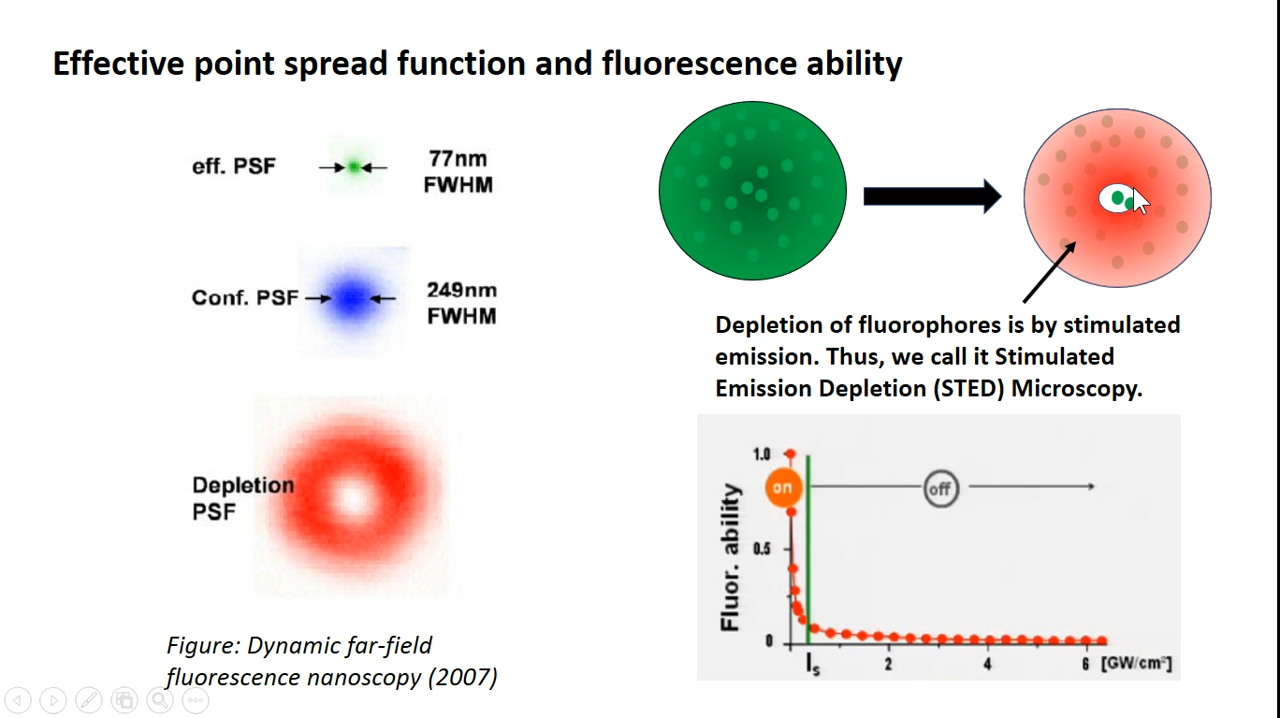 Effective point spread function and fluorescence ability
eff. PSF
77nm
FWHM
Conf. PSF
249nm
FWHM
Depletion
PSF
Figure: Dynamic far-field
fluorescence nanoscopy (2007)
Depletion of fluorophores is by stimulated
emission. Thus, we call it Stimulated
Emission Depletion (STED) Microscopy.
Fluor. ability
1.0
0.5
0
on
off
Is
2
4
6
[GW/cm²]